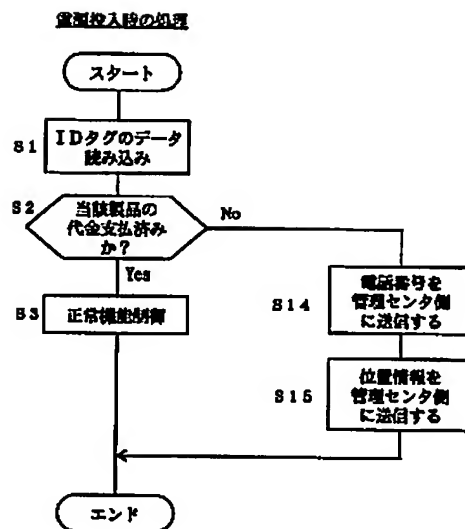 電源投入時の処理
スタート
S1
IDタグのデータ
読み込み
S2
当該製品の
代金支払済み
か?
No
Yes
S3
正常機能制御
S14
電話番号を
管理センタ側
に送信する
S15
位置情報を
管理センタ側
に送信する
エンド